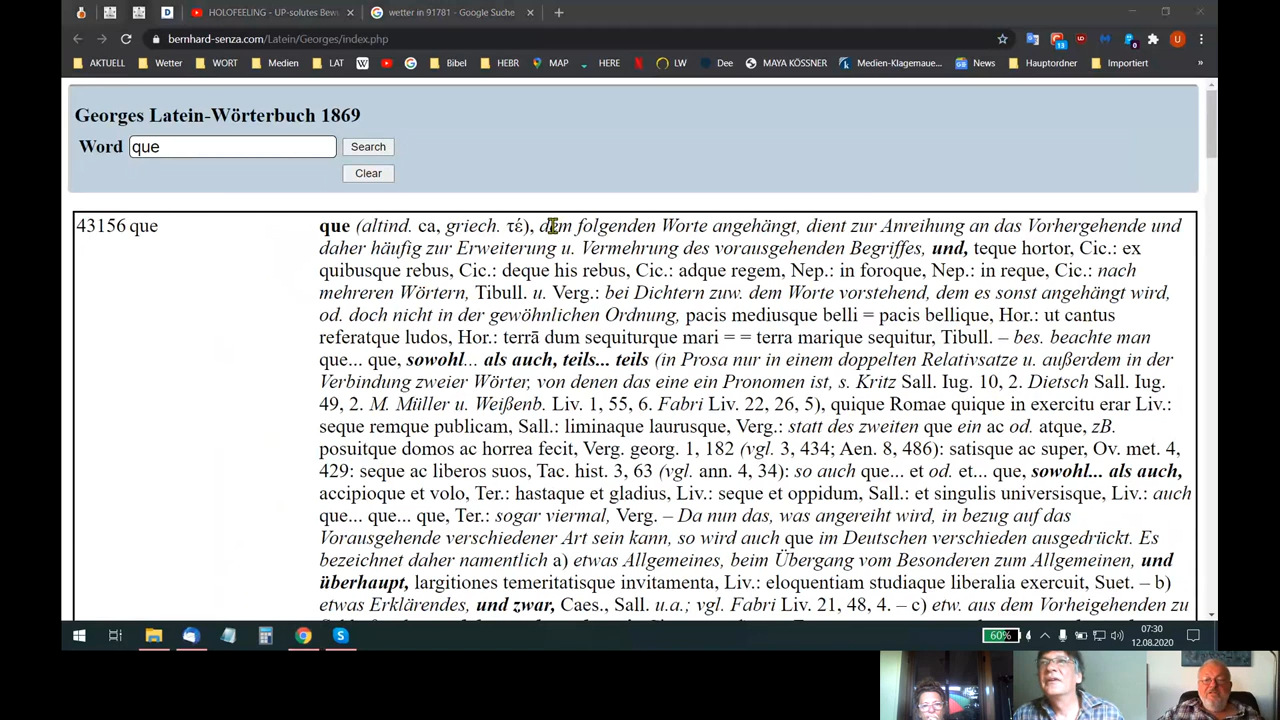 HOLOFEELING - UP-solutes Bew
wetter in 91781 - Google Suche
bernhard-senza.com/Latein/Georges/index.php
13
0
U
AKTUELL Wetter WORT Medien LAT Bibel HEBR MAP HERE LW Dee MAYA KÖSSNER Medien-Klagemaue... News Hauptordner Importiert »
Georges Latein-Wörterbuch 1869
Word que Search
Clear
43156 que
que (altind. ca, griech. τέ), dem folgenden Worte angehängt, dient zur Anreihung an das Vorhergehende und
daher häufig zur Erweiterung u. Vermehrung des vorausgehenden Begriffes, und, teque hortor, Cic.: ex
quibusque rebus, Cic.: deque his rebus, Cic.: adque regem, Nep.: in foroque, Nep.: in reque, Cic.: nach
mehreren Wörtern, Tibull. u. Verg.: bei Dichtern zuw. dem Worte vorstehend, dem es sonst angehängt wird,
od. doch nicht in der gewöhnlichen Ordnung, pacis mediusque belli = pacis bellique, Hor.: ut cantus
referatque ludos, Hor.: terrā dum sequiturque mari = = terra marique sequitur, Tibull. – bes. beachte man
que... que, sowohl... als auch, teils... teils (in Prosa nur in einem doppelten Relativsatze u. außerdem in der
Verbindung zweier Wörter, von denen das eine ein Pronomen ist, s. Kritz Sall. Iug. 10, 2. Dietsch Sall. Iug.
49, 2. M. Müller u. Weißenb. Liv. 1, 55, 6. Fabri Liv. 22, 26, 5), quique Romae quique in exercitu erar Liv.:
seque remque publicam, Sall.: liminaque laurusque, Verg.: statt des zweiten que ein ac od. atque, zB.
posuitque domos ac horrea fecit, Verg. georg. 1, 182 (vgl. 3, 434; Aen. 8, 486): satisque ac super, Ov. met. 4,
429: seque ac liberos suos, Tac. hist. 3, 63 (vgl. ann. 4, 34): so auch que... et od. et... que, sowohl... als auch,
accipioque et volo, Ter.: hastaque et gladius, Liv.: seque et oppidum, Sall.: et singulis universisque, Liv.: auch
que... que... que, Ter.: sogar viermal, Verg. – Da nun das, was angereiht wird, in bezug auf das
Vorausgehende verschiedener Art sein kann, so wird auch que im Deutschen verschieden ausgedrückt. Es
bezeichnet daher namentlich a) etwas Allgemeines, beim Übergang vom Besonderen zum Allgemeinen, und
überhaupt, largitiones temeritatisque invitamenta, Liv.: eloquentiam studiaque liberalia exercuit, Suet. – b)
etwas Erklärendes, und zwar, Caes., Sall. u.a.; vgl. Fabri Liv. 21, 48, 4. – c) etw. aus dem Vorheigehenden zu
60%
07:30
12.08.2020